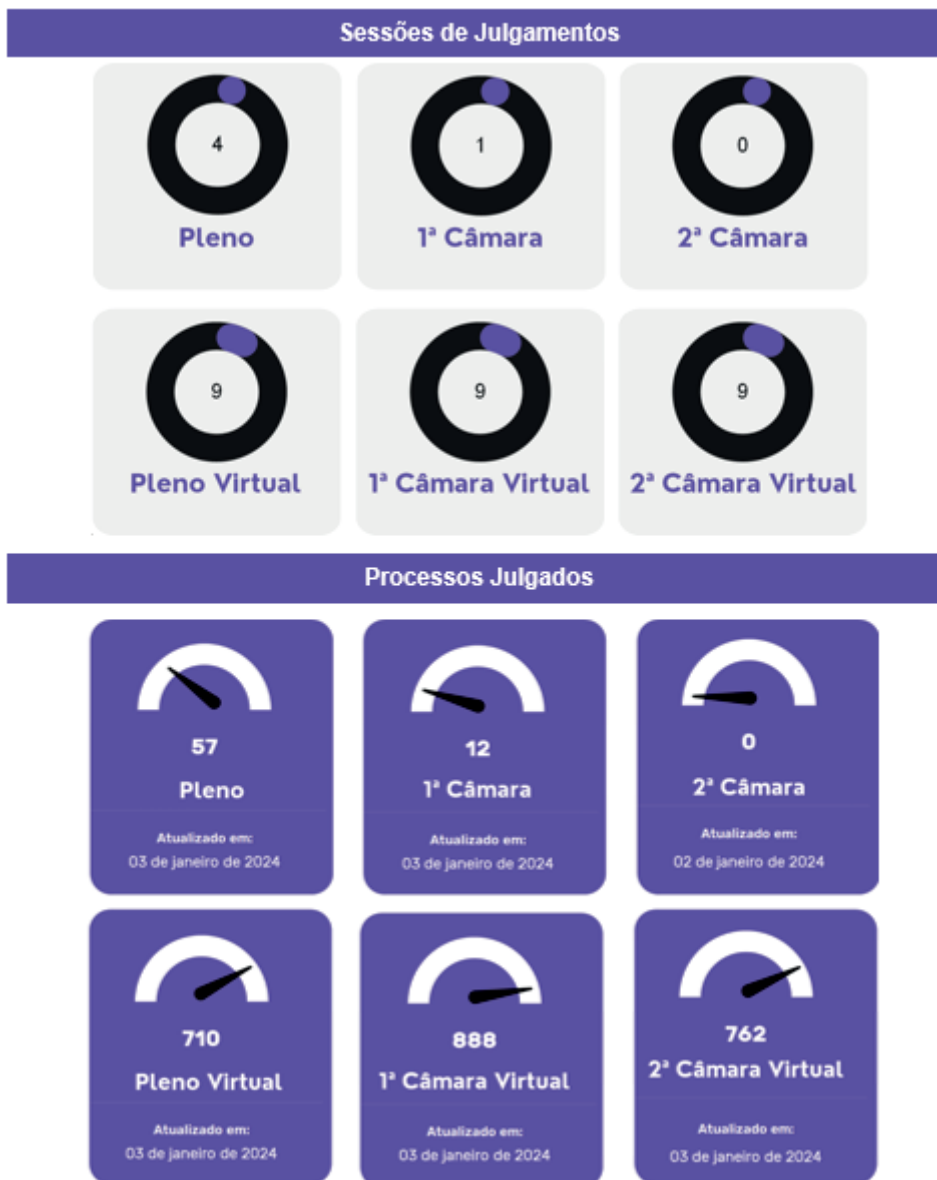 Sessões de Julgamentos
4
1
0
Pleno
1ª Câmara
2ª Câmara
9
9
9
Pleno Virtual
1ª Câmara Virtual
2ª Câmara Virtual
Processos Julgados
57
12
0
Pleno
1ª Câmara
2ª Câmara
Atualizado em:
Atualizado em:
Atualizado em:
03 de janeiro de 2024
03 de janeiro de 2024
02 de janeiro de 2024
710
888
762
Pleno Virtual
1ª Câmara Virtual
2ª Câmara Virtual
Atualizado em:
Atualizado em:
Atualizado em:
03 de janeiro de 2024
03 de janeiro de 2024
03 de janeiro de 2024